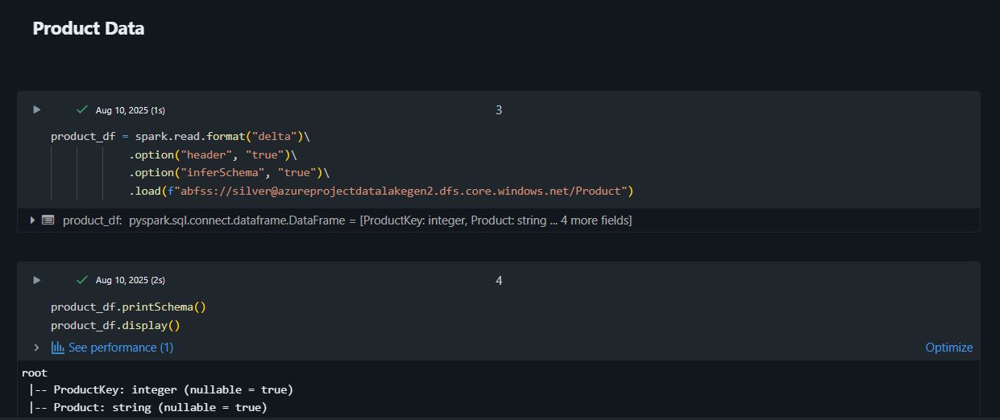 Product Data
Aug 10, 2025 (1s)
3
product_df = spark.read.format("delta")\
.option("header", "true")\
.option("inferSchema", "true")\
.load(f"abfss://silver@azureprojectdatalakegen2.dfs.core.windows.net/Product")
product_df: pyspark.sql.connect.dataframe.DataFrame = [ProductKey: integer, Product: string ... 4 more fields]
Aug 10, 2025 (2s)
4
product_df.printSchema()
product_df.display()
See performance (1)
Optimize
root
|-- ProductKey: integer (nullable = true)
|-- Product: string (nullable = true)